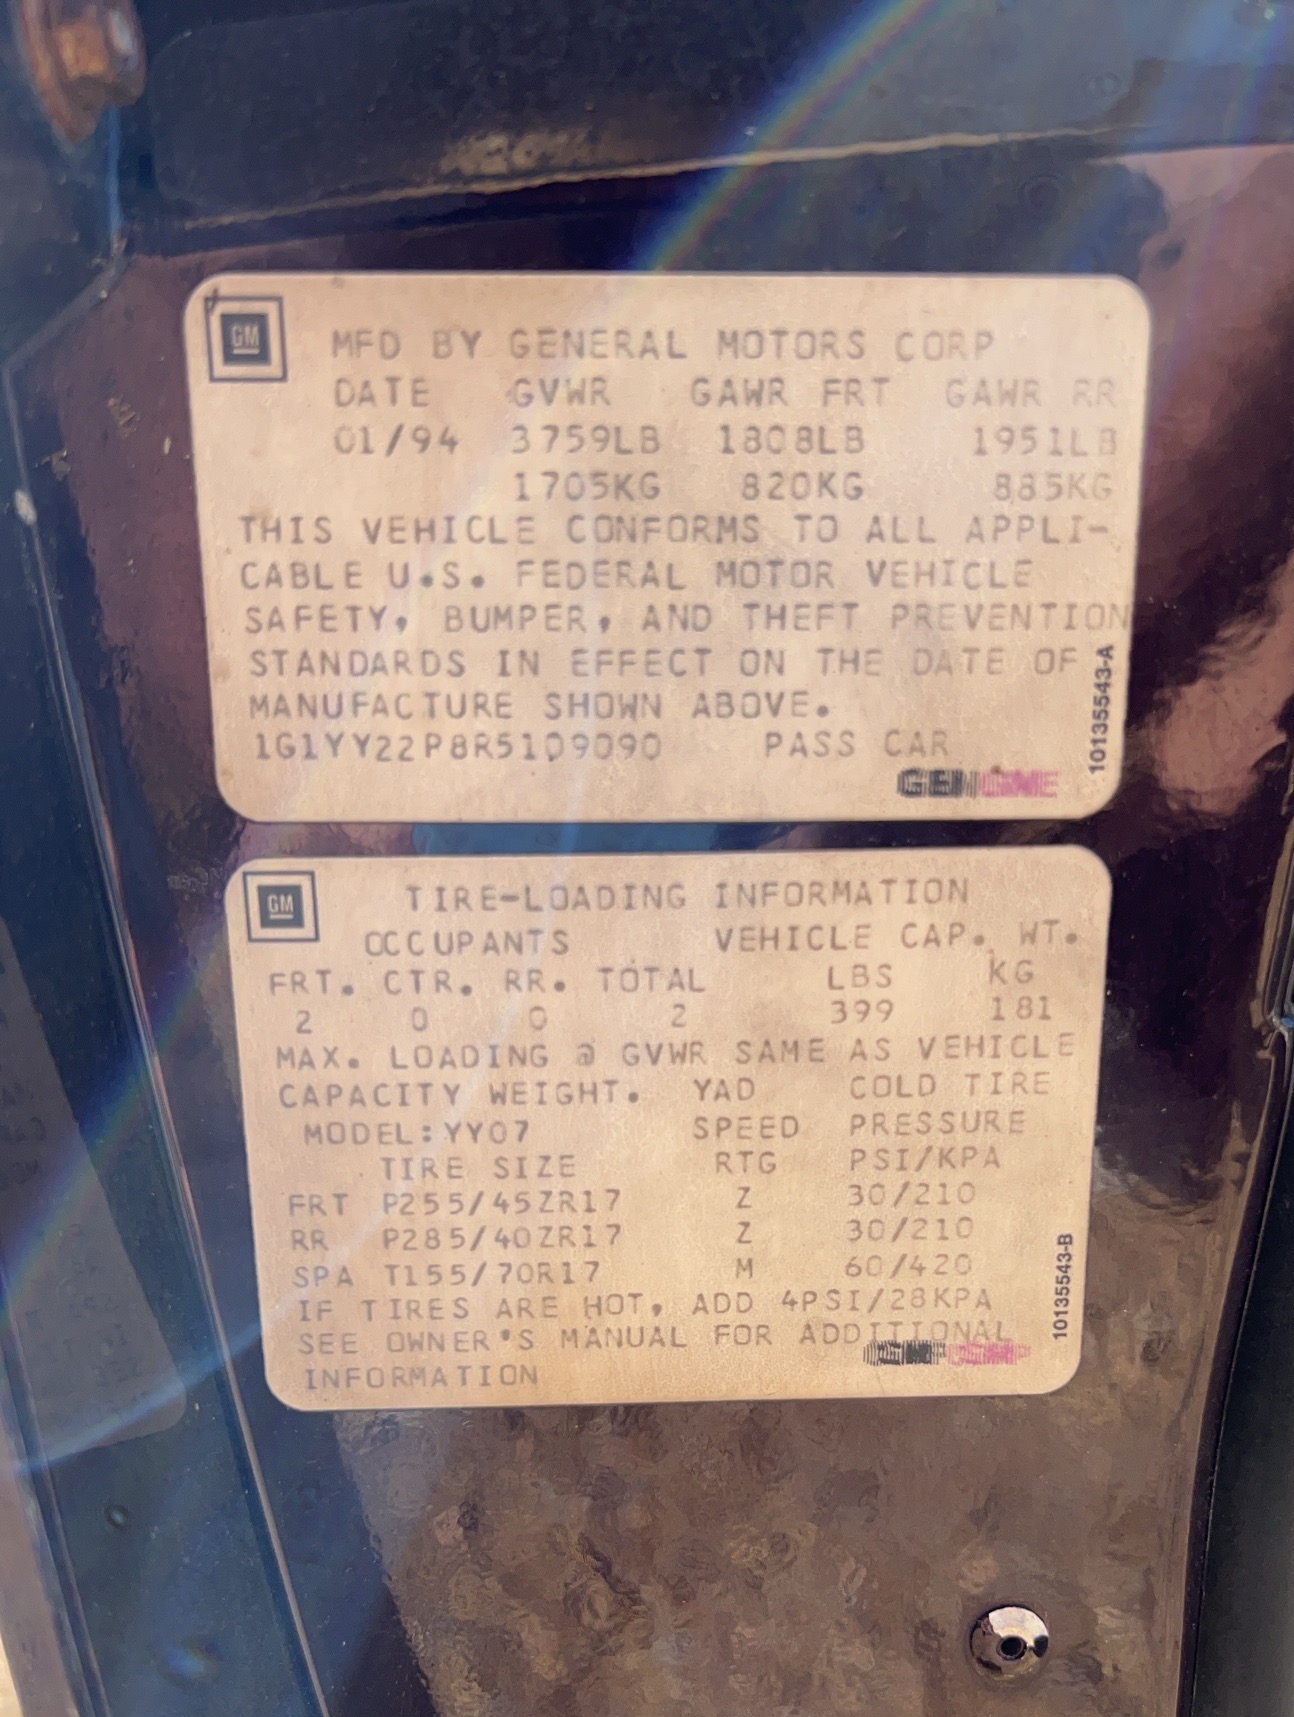 GM
MFD BY GENERAL MOTORS CORP
DATE GVWR GAWR FRT GAWR RR
01/94 3759LB 1808LB 1951LB
1705KG 820KG 885KG
THIS VEHICLE CONFORMS TO ALL APPLI-
CABLE U.S. FEDERAL MOTOR VEHICLE
SAFETY, BUMPER, AND THEFT PREVENTION
STANDARDS IN EFFECT ON THE DATE OF
MANUFACTURE SHOWN ABOVE.
1G1YY22P8R5109090 PASS CAR
10135543-A
GM
TIRE-LOADING INFORMATION
OCCUPANTS VEHICLE CAP. WT.
FRT. CTR. RR. TOTAL LBS KG
2 0 0 2 399 181
MAX. LOADING @ GVWR SAME AS VEHICLE
CAPACITY WEIGHT. YAD COLD TIRE
MODEL:YY07 SPEED PRESSURE
TIRE SIZE RTG PSI/KPA
FRT P255/45ZR17 Z 30/210
RR P285/40ZR17 Z 30/210
SPA T155/70R17 M 60/420
IF TIRES ARE HOT, ADD 4PSI/28KPA
SEE OWNER'S MANUAL FOR ADDITIONAL
INFORMATION
10135543-B